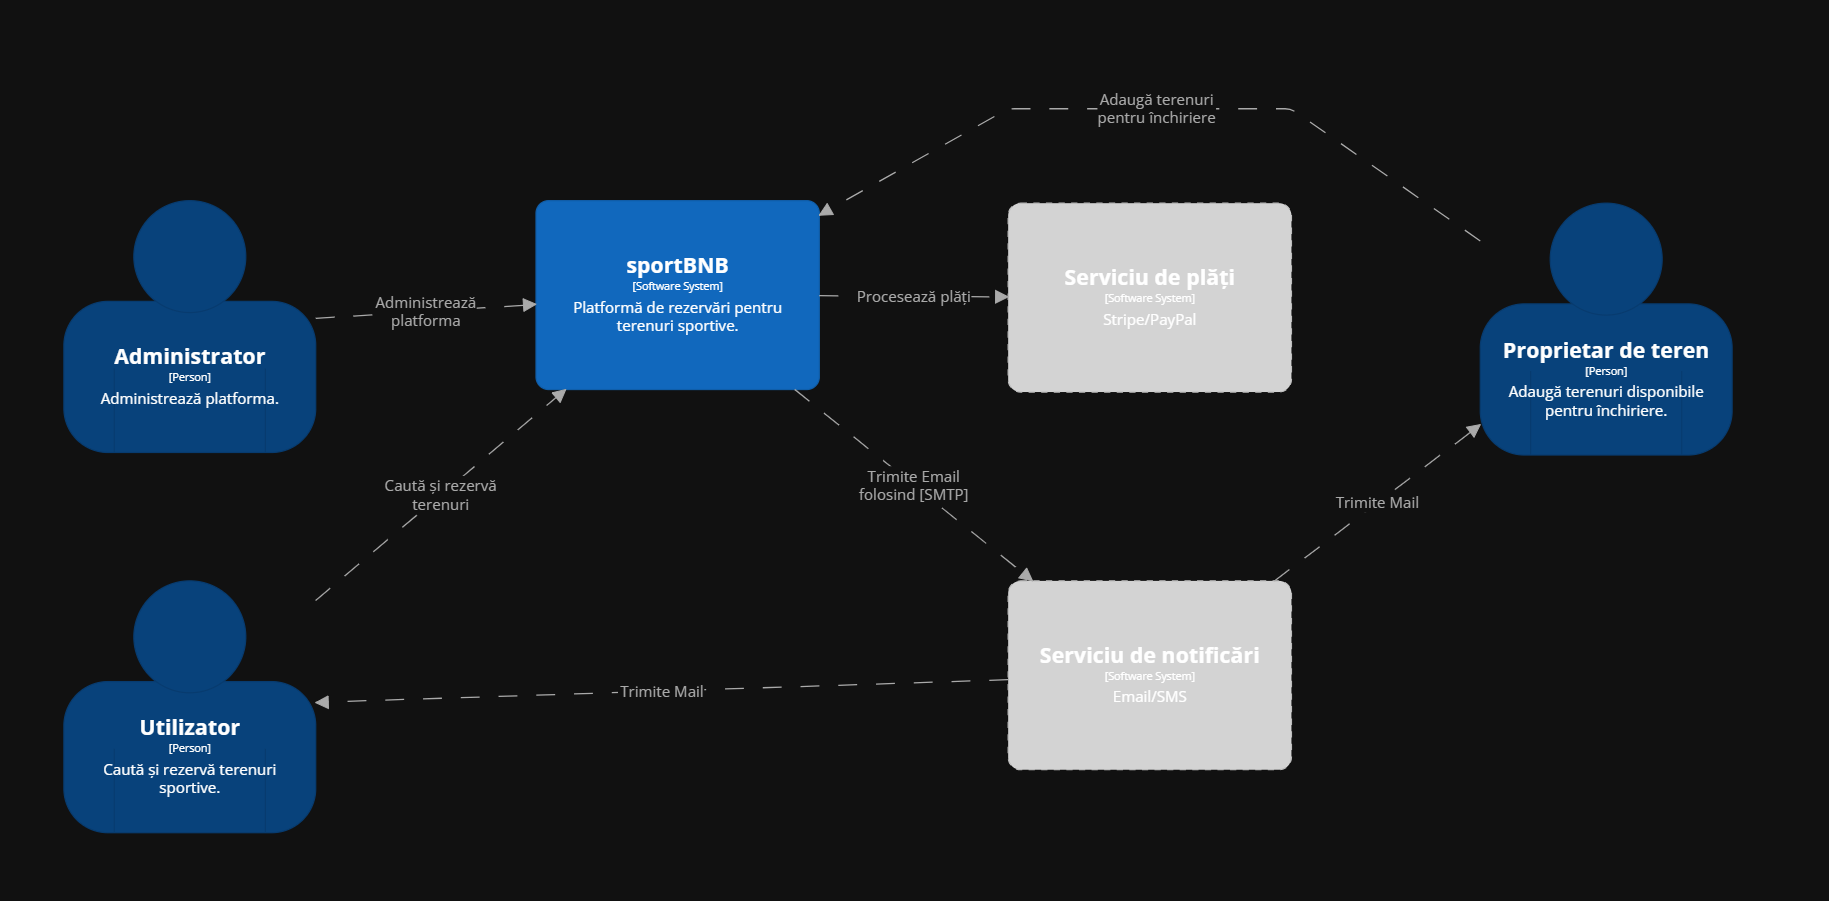 Adaugă terenuri
pentru închiriere
sportBNB
[Software System]
Platformă de rezervări pentru
terenuri sportive.
Serviciu de plăți
[Software System]
Stripe/PayPal
Procesează plăți
Administrează
platforma
Administrator
[Person]
Administrează platforma.
Proprietar de teren
[Person]
Adaugă terenuri disponibile
pentru închiriere.
Caută și rezervă
terenuri
Trimite Email
folosind [SMTP]
Trimite Mail
Serviciu de notificări
[Software System]
Email/SMS
Trimite Mail
Utilizator
[Person]
Caută și rezervă terenuri
sportive.